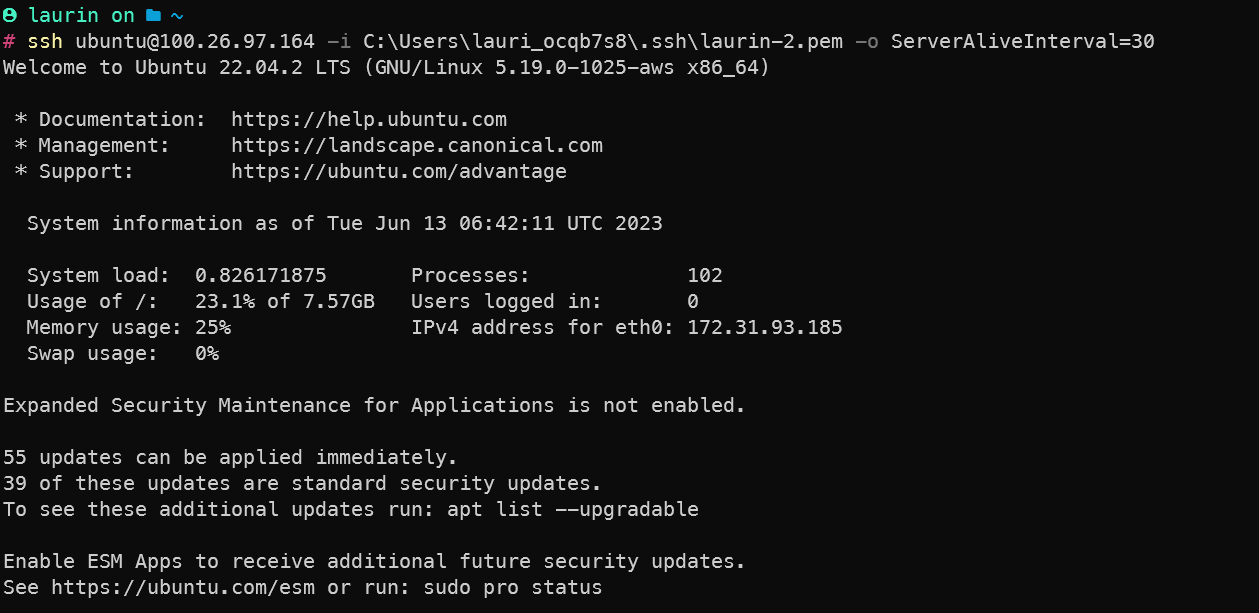 laurin on ~
# ssh ubuntu@100.26.97.164 -i C:\Users\lauri_ocqb7s8\.ssh\laurin-2.pem -o ServerAliveInterval=30
Welcome to Ubuntu 22.04.2 LTS (GNU/Linux 5.19.0-1025-aws x86_64)
* Documentation: https://help.ubuntu.com
* Management: https://landscape.canonical.com
* Support: https://ubuntu.com/advantage
System information as of Tue Jun 13 06:42:11 UTC 2023
System load: 0.826171875 Processes: 102
Usage of /: 23.1% of 7.57GB Users logged in: 0
Memory usage: 25% IPv4 address for eth0: 172.31.93.185
Swap usage: 0%
Expanded Security Maintenance for Applications is not enabled.
55 updates can be applied immediately.
39 of these updates are standard security updates.
To see these additional updates run: apt list --upgradable
Enable ESM Apps to receive additional future security updates.
See https://ubuntu.com/esm or run: sudo pro status